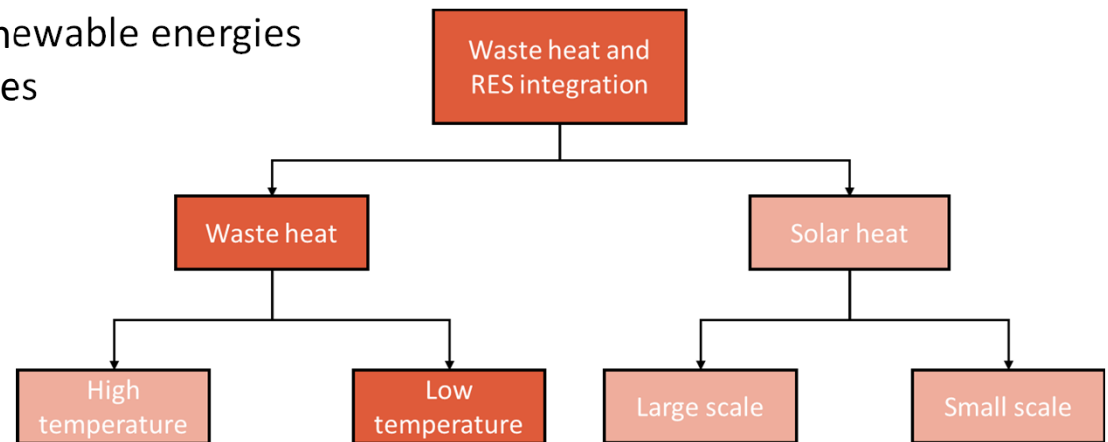 newable energies
es
Waste heat and
RES integration
Waste heat
Solar heat
High
temperature
Low
temperature
Large scale
Small scale